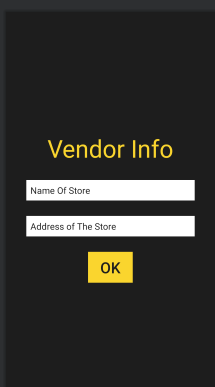 Vendor Info
Name Of Store
Address of The Store
OK